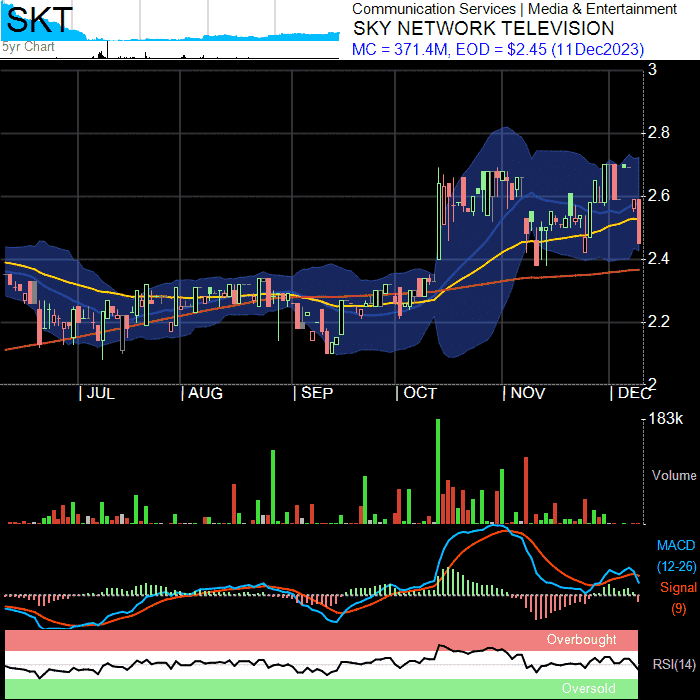 SKT
5yr Chart
Communication Services | Media & Entertainment
SKY NETWORK TELEVISION
MC = 371.4M, EOD = $2.45 (11Dec2023)
3
2.8
2.6
2.4
2.2
2
| JUL | AUG | SEP | OCT | NOV | DEC
183k
Volume
MACD
(12-26)
Signal
(9)
Overbought
RSI(14)
Oversold